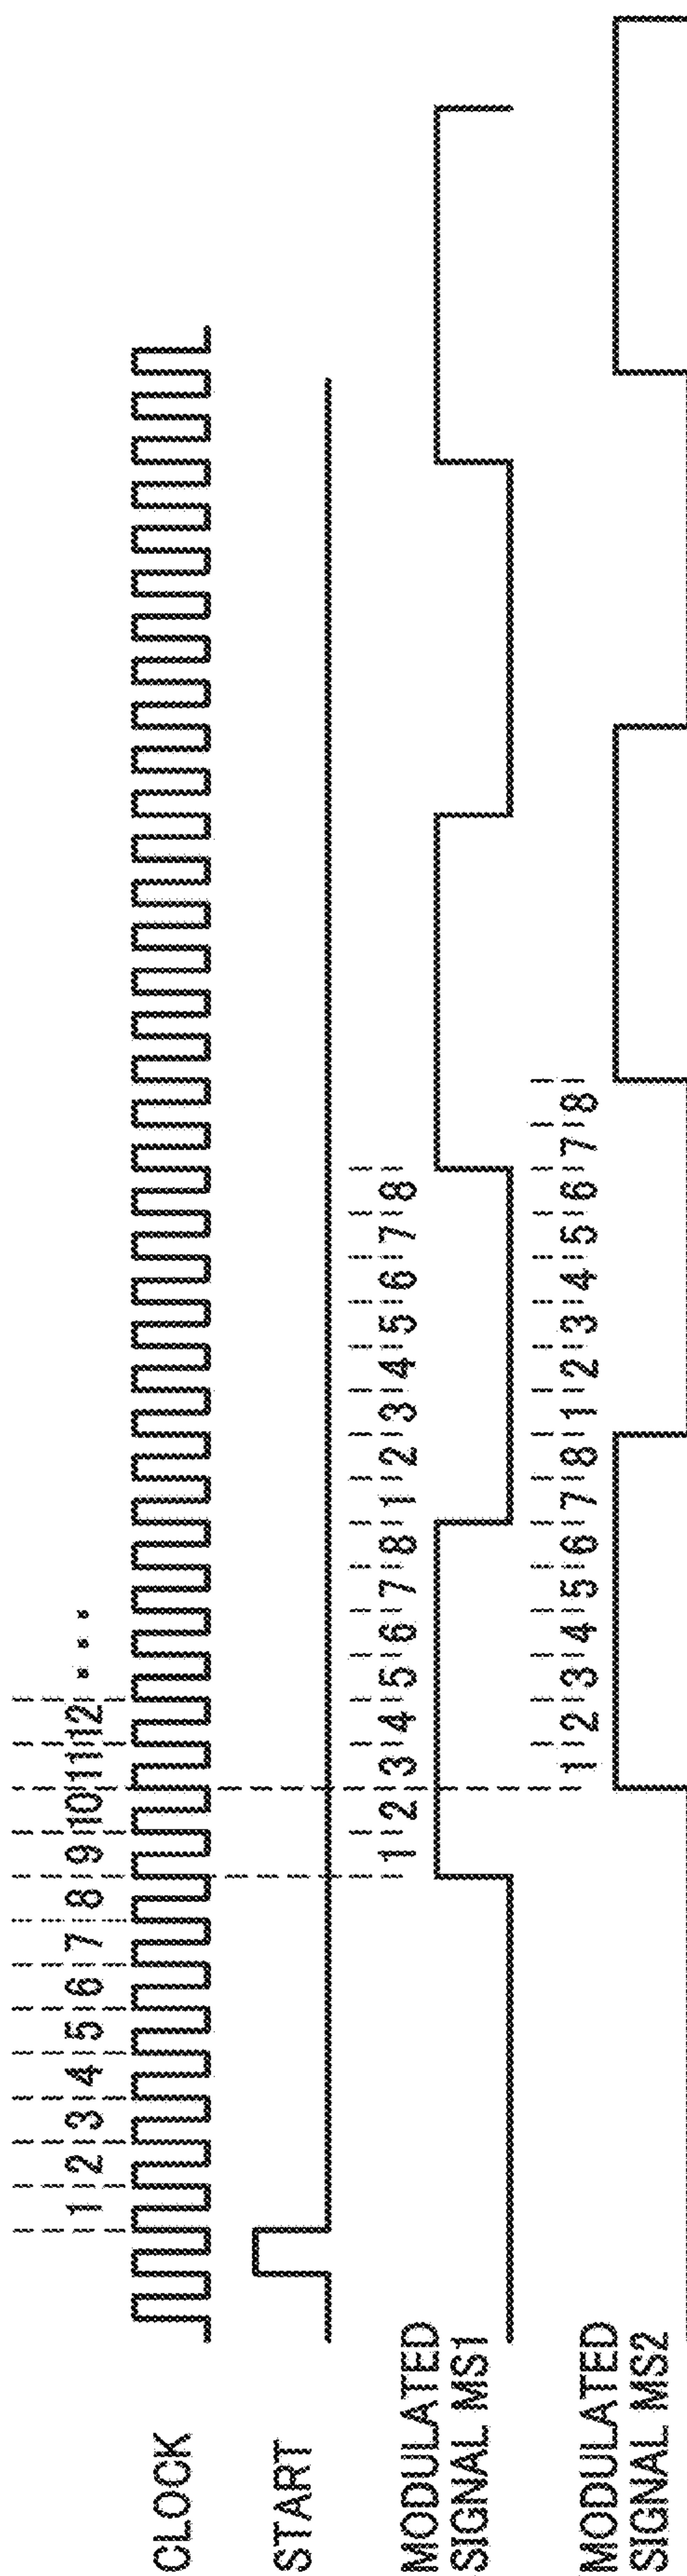 1 2 3 4 5 6 7 8 9 10 11 12 ...
CLOCK
START
1 2 3 4 5 6 7 8 1 2 3 4 5 6 7 8
MODULATED
SIGNAL MS1
1 2 3 4 5 6 7 8 1 2 3 4 5 6 7 8
MODULATED
SIGNAL MS2